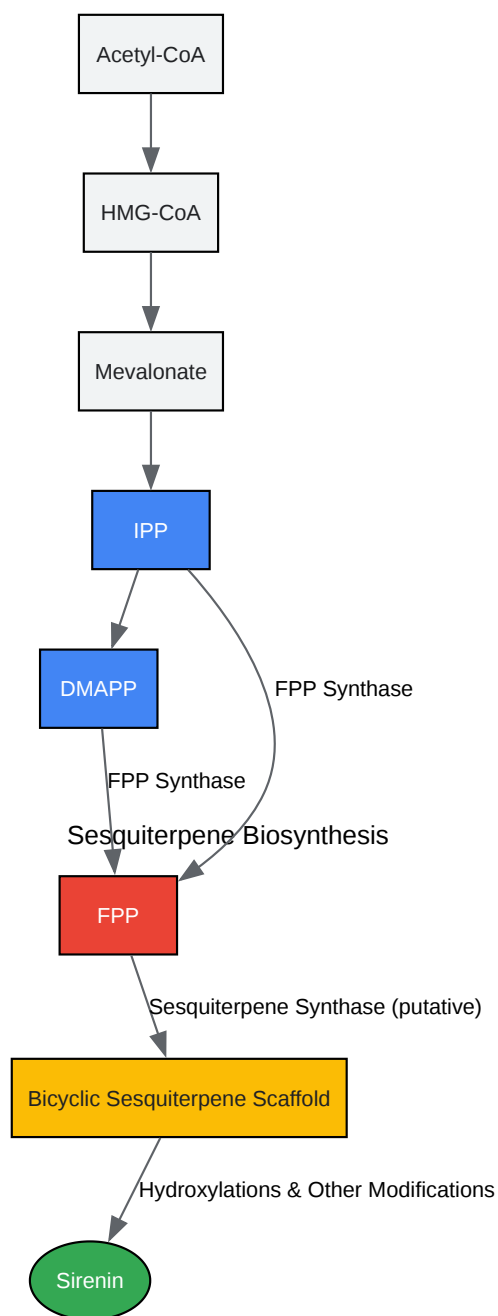 Acetyl-CoA
HMG-CoA
Mevalonate
IPP
FPP Synthase
DMAPP
FPP Synthase
Sesquiterpene Biosynthesis
FPP
Sesquiterpene Synthase (putative)
Bicyclic Sesquiterpene Scaffold
Hydroxylations & Other Modifications
Sirenin